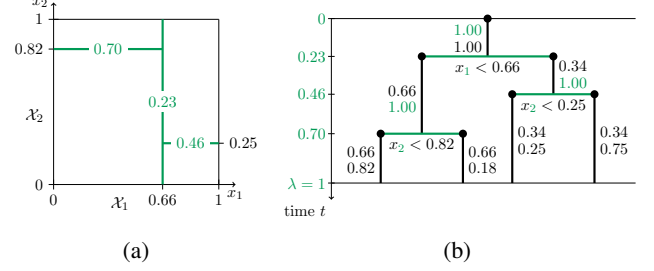 x₂
1
0.82
0.70
0.23
𝒳₂
0.46
0.25
0
0
𝒳₁
0.66
1
x₁
(a)
0
1.00
1.00
0.23
x₁ < 0.66
0.34
1.00
0.66
1.00
0.46
x₂ < 0.25
0.70
x₂ < 0.82
0.34
0.25
0.34
0.75
0.66
0.82
0.66
0.18
λ = 1
time t
(b)